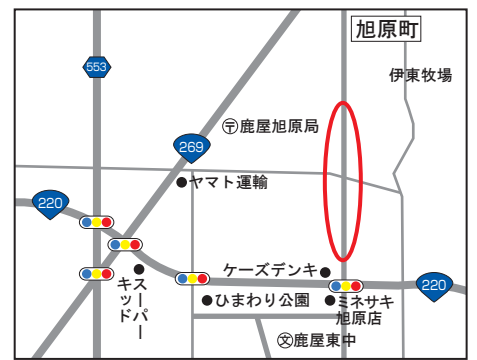 旭原町
553
伊東牧場
〒鹿屋旭原局
269
●ヤマト運輸
220
ケーズデンキ●
スーパー
キッド
●ひまわり公園
●ミネサキ
旭原店
220
文鹿屋東中